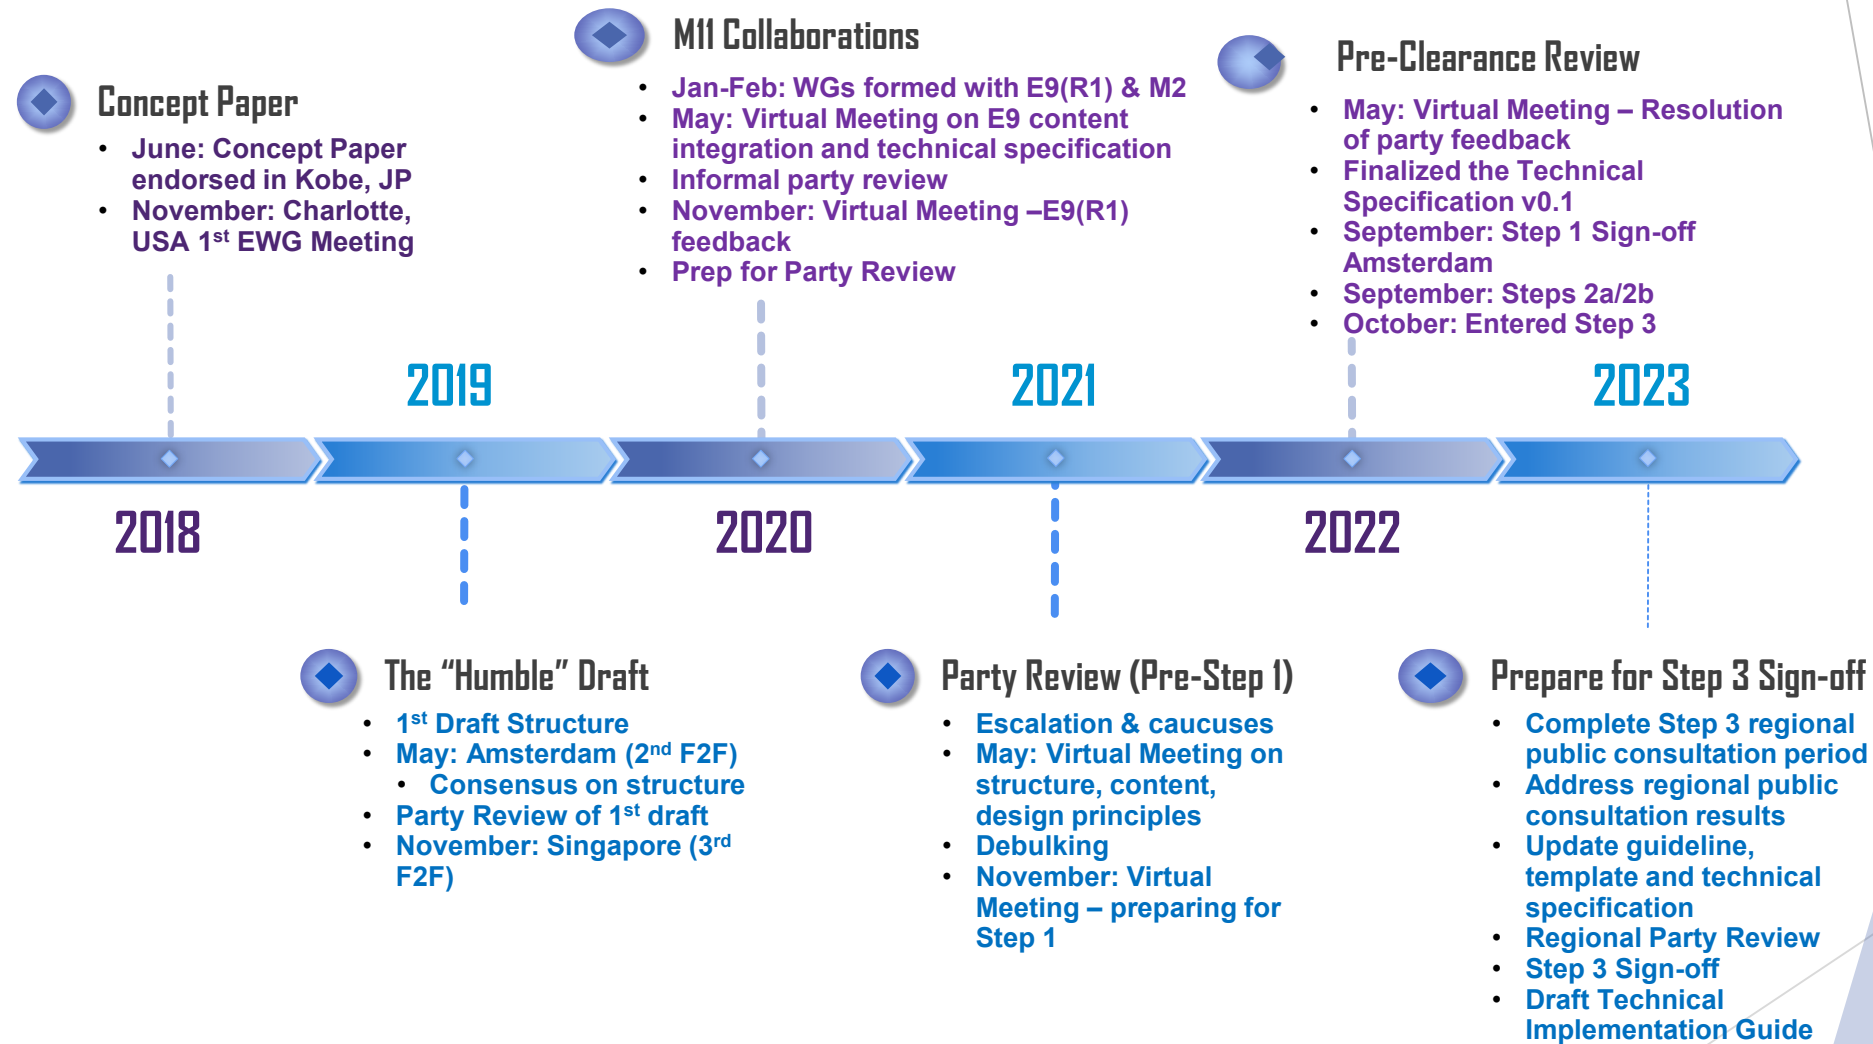 Concept Paper
• June: Concept Paper
endorsed in Kobe, JP
• November: Charlotte,
USA 1st EWG Meeting
M11 Collaborations
• Jan-Feb: WGs formed with E9(R1) & M2
• May: Virtual Meeting on E9 content
integration and technical specification
• Informal party review
• November: Virtual Meeting –E9(R1)
feedback
• Prep for Party Review
Pre-Clearance Review
• May: Virtual Meeting – Resolution
of party feedback
• Finalized the Technical
Specification v0.1
• September: Step 1 Sign-off
Amsterdam
• September: Steps 2a/2b
• October: Entered Step 3
2019
2021
2023
2018
2020
2022
The “Humble” Draft
• 1st Draft Structure
• May: Amsterdam (2nd F2F)
• Consensus on structure
• Party Review of 1st draft
• November: Singapore (3rd
F2F)
Party Review (Pre-Step 1)
• Escalation & caucuses
• May: Virtual Meeting on
structure, content,
design principles
• Debulking
• November: Virtual
Meeting – preparing for
Step 1
Prepare for Step 3 Sign-off
• Complete Step 3 regional
public consultation period
• Address regional public
consultation results
• Update guideline,
template and technical
specification
• Regional Party Review
• Step 3 Sign-off
• Draft Technical
Implementation Guide